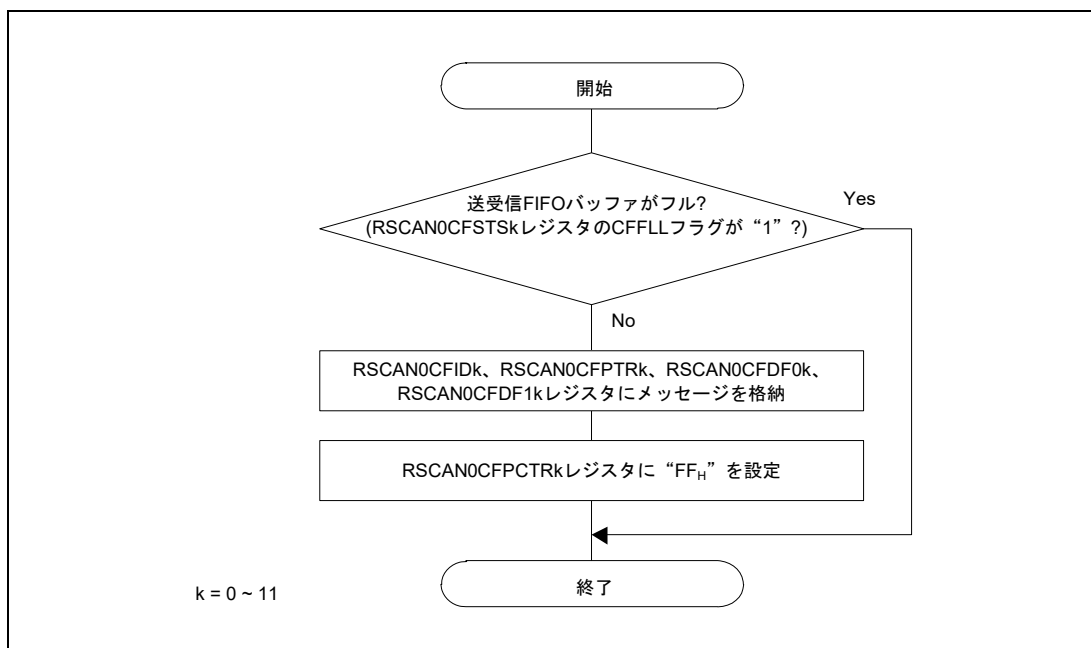 開始
送受信FIFOバッファがフル?
(RSCAN0CFSTSkレジスタのCFFLLフラグが“1”?)
Yes
No
RSCAN0CFIDk、RSCAN0CFPTRk、RSCAN0CFDF0k、
RSCAN0CFDF1kレジスタにメッセージを格納
RSCAN0CFPCTRkレジスタに“FFH”を設定
終了
k = 0 ~ 11